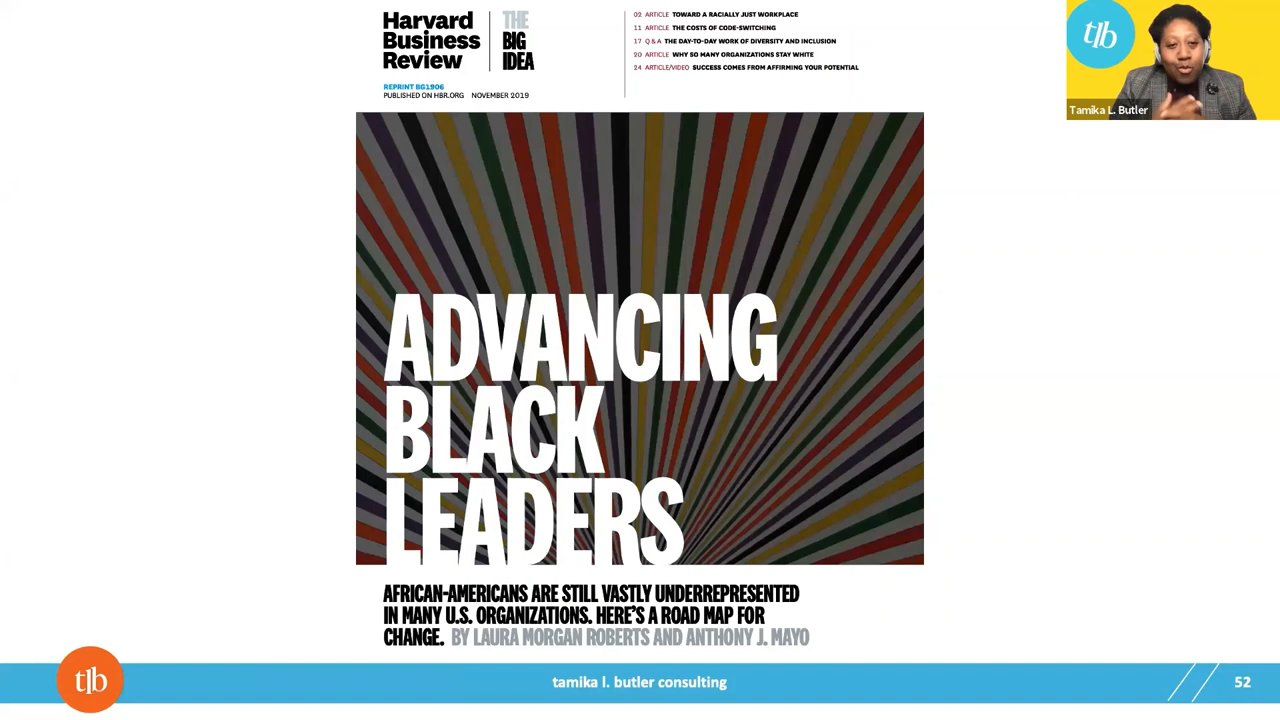 Harvard
Business
Review
THE
BIG
IDEA
REPRINT BG1906
PUBLISHED ON HBR.ORG NOVEMBER 2019
02 ARTICLE TOWARD A RACIALLY JUST WORKPLACE
11 ARTICLE THE COSTS OF CODE-SWITCHING
17 Q & A THE DAY-TO-DAY WORK OF DIVERSITY AND INCLUSION
20 ARTICLE WHY SO MANY ORGANIZATIONS STAY WHITE
24 ARTICLE/VIDEO SUCCESS COMES FROM AFFIRMING YOUR POTENTIAL
tlb
Tamika L. Butler
ADVANCING
BLACK
LEADERS
AFRICAN-AMERICANS ARE STILL VASTLY UNDERREPRESENTED
IN MANY U.S. ORGANIZATIONS. HERE'S A ROAD MAP FOR
CHANGE. BY LAURA MORGAN ROBERTS AND ANTHONY J. MAYO
tlb
tamika l. butler consulting
52